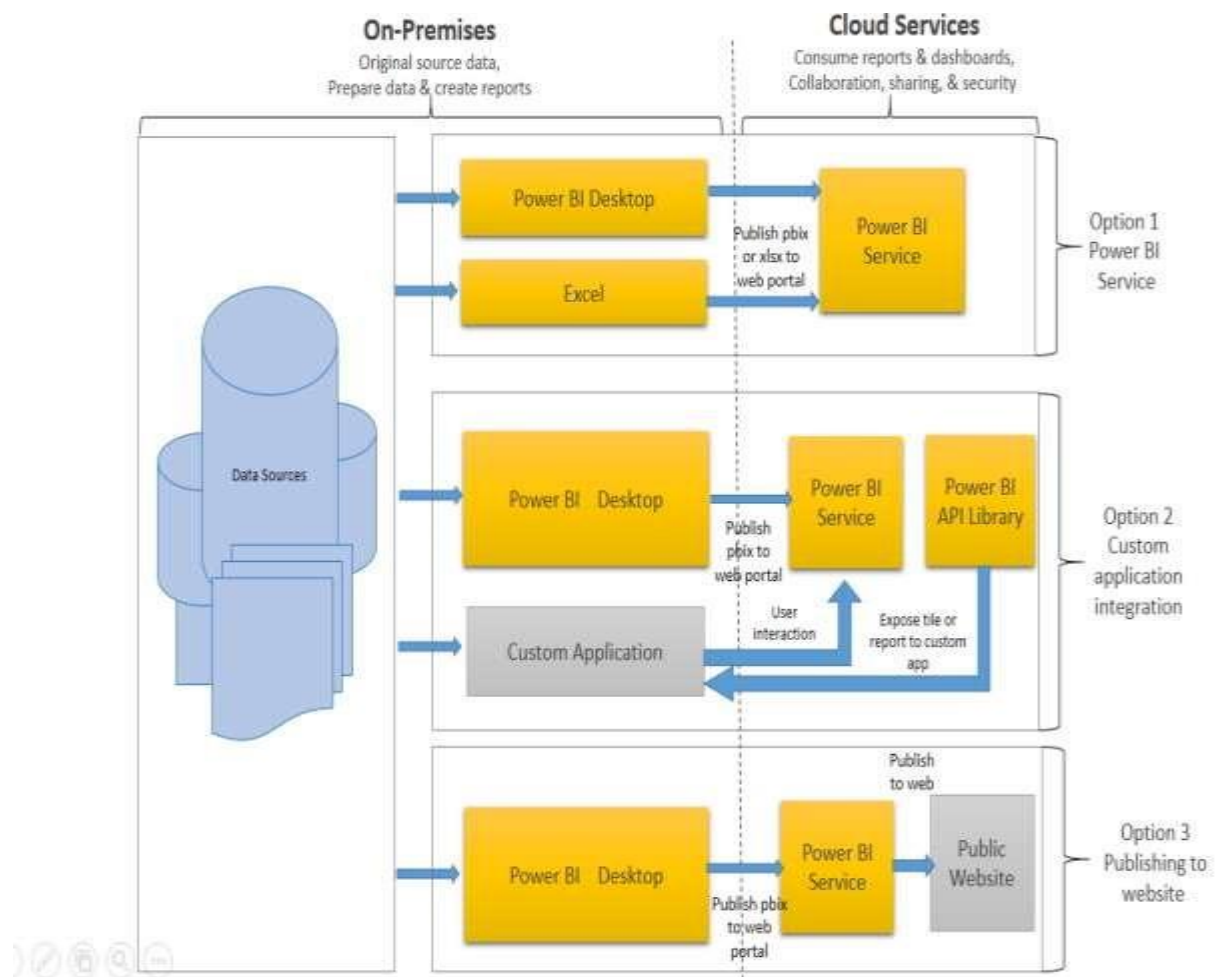 On-Premises
Original source data,
Prepare data & create reports
Cloud Services
Consume reports & dashboards,
Collaboration, sharing, & security
Data Sources
Power BI Desktop
Excel
Publish pbix
or xlsx to
web portal
Power BI
Service
Option 1
Power BI
Service
Power BI Desktop
Publish
pbix to
web portal
Power BI
Service
Power BI
API Library
Custom Application
User
interaction
Expose tile or
report to custom
app
Option 2
Custom
application
integration
Power BI Desktop
Publish pbix
to web
portal
Power BI
Service
Publish
to web
Public
Website
Option 3
Publishing to
website